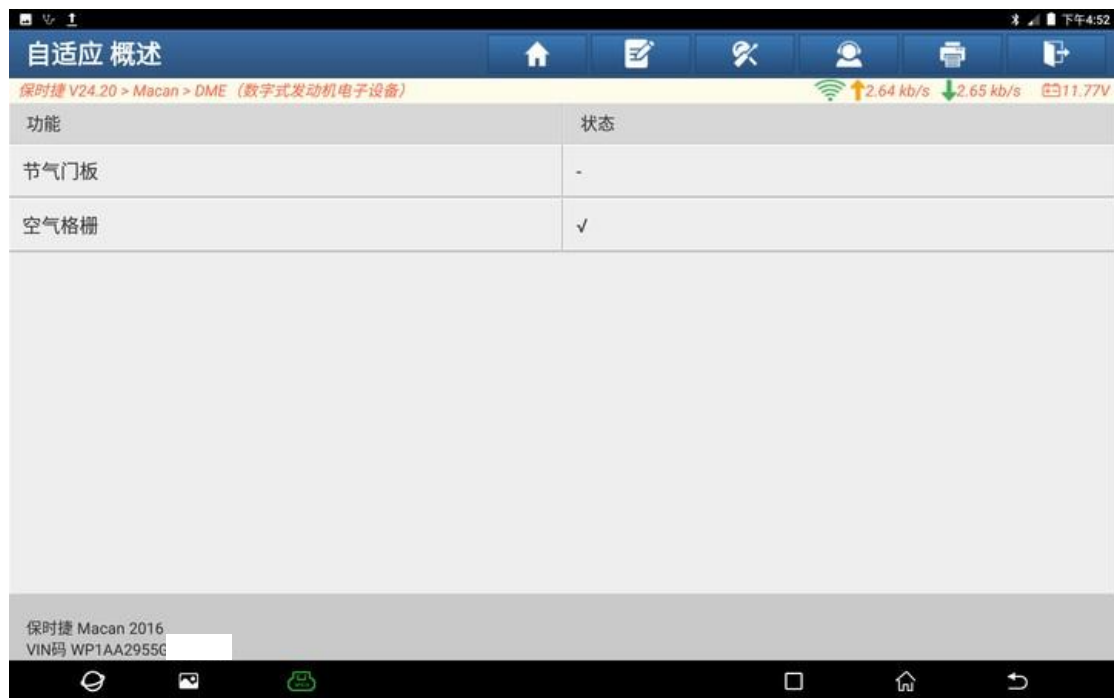 下午4:52
自适应 概述
保时捷 V24.20 > Macan > DME（数字式发动机电子设备） 2.64 kb/s 2.65 kb/s 11.77V
功能 状态
节气门板 -
空气格栅 √
保时捷 Macan 2016
VIN码 WP1AA2955G